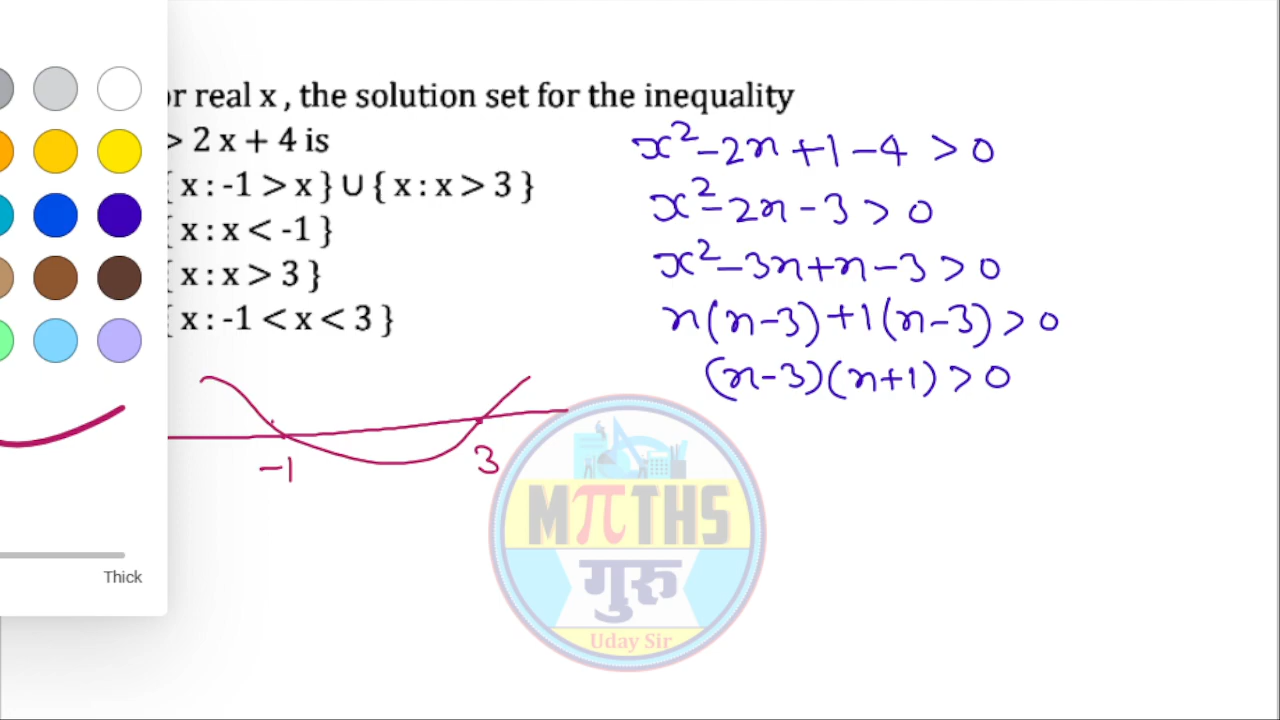 r real x , the solution set for the inequality
> 2 x + 4 is
{ x : -1 > x } ∪ { x : x > 3 }
{ x : x < -1 }
{ x : x > 3 }
{ x : -1 < x < 3 }
x² -2x +1 -4 > 0
x² -2x - 3 > 0
x² -3x + x - 3 > 0
x(x-3) +1(x-3) > 0
(x-3)(x+1) > 0
-1 3
MπTHS
गुरु
Uday Sir
Thick